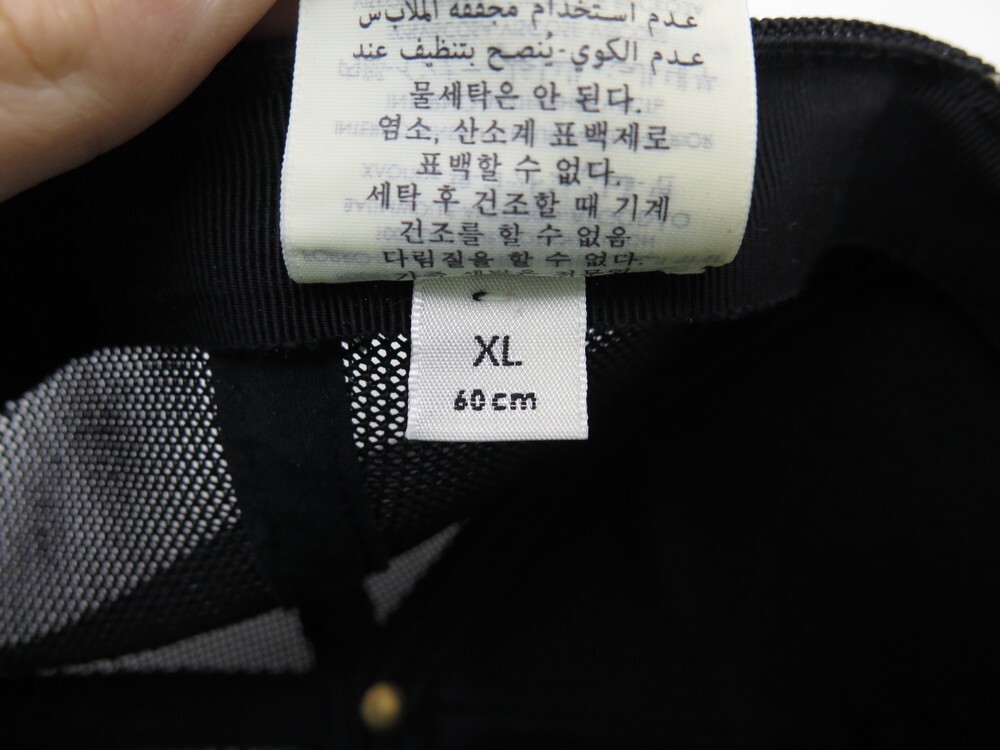 عدم استخدام مجففه الملابس
عدم الكوي-يُنصح بتنظيف عند
물세탁은 안 된다.
염소, 산소계 표백제로
표백할 수 없다.
세탁 후 건조할 때 기계
건조를 할 수 없음
다림질을 할 수 없다.
XL
60cm